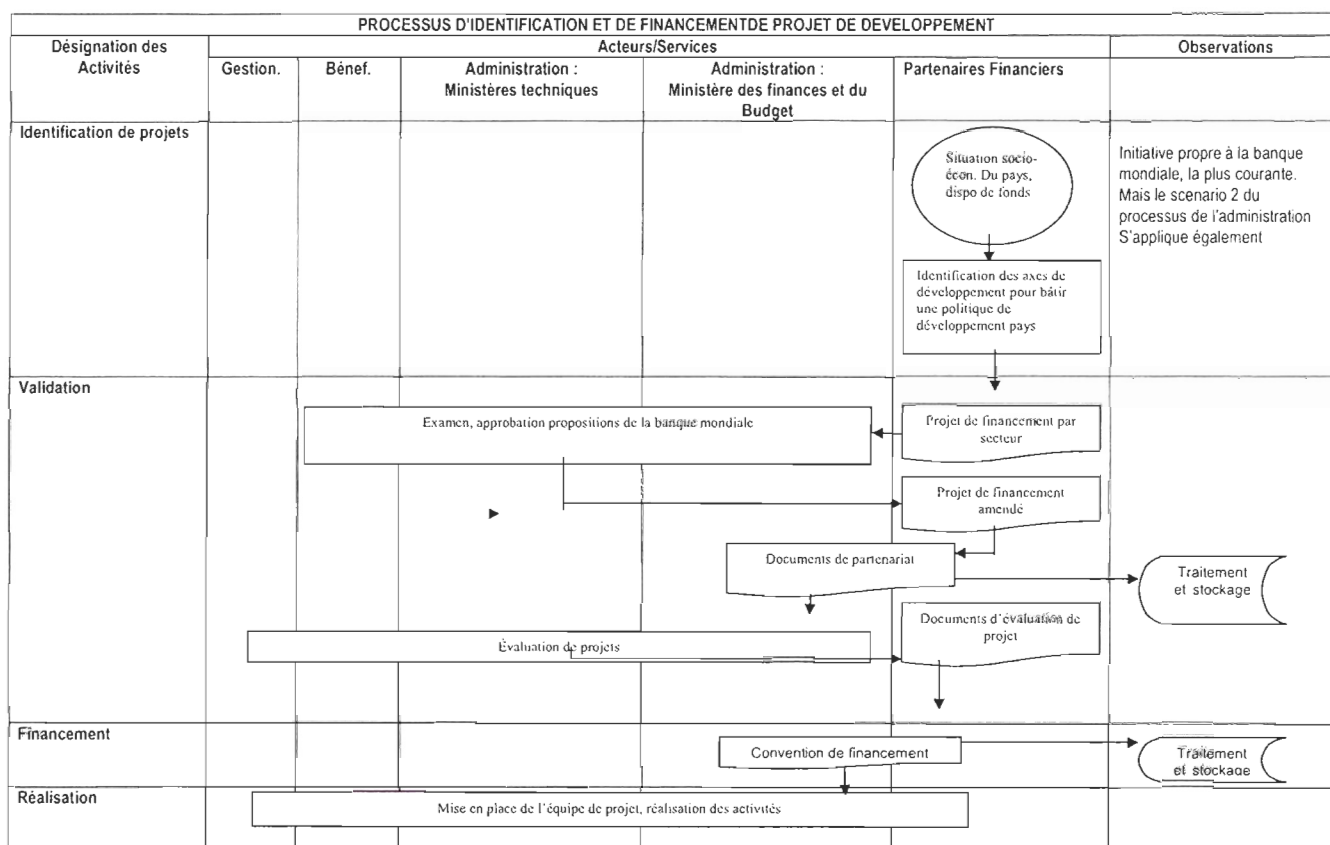 PROCESSUS D'IDENTIFICATION ET DE FINANCEMENTDE PROJET DE DEVELOPPEMENT
Désignation des
Activités
Acteurs/Services
Observations
Gestion.
Bénef.
Administration :
Ministères techniques
Administration :
Ministère des finances et du
Budget
Partenaires Financiers
Identification de projets
Situation socio-
écon. Du pays,
dispo de fonds
Initiative propre à la banque
mondiale, la plus courante.
Mais le scenario 2 du
processus de l'administration
S'applique également
Identification des axes de
développement pour bâtir
une politique de
développement pays
Validation
Examen, approbation propositions de la banque mondiale
Projet de financement par
secteur
Projet de financement
amendé
Documents de partenariat
Traitement
et stockage
Documents d'évaluation de
projet
Évaluation de projets
Financement
Convention de financement
Traitement
et stockage
Réalisation
Mise en place de l'équipe de projet, réalisation des activités